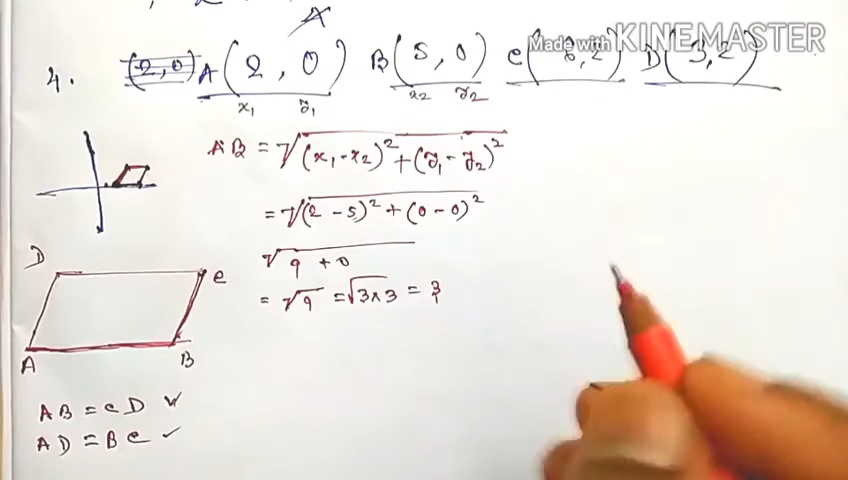 4. (2,0) A(2, 0) B(5, 0) C(6,2) D(3,2)
x₁ y₁ x₂ y₂
Made with KINEMASTER
AB = √(x₁-x₂)² + (y₁-y₂)²
= √(2-5)² + (0-0)²
√9+0
= √9 = √3×3 = 3
D C
A B
AB = CD ✓
AD = BC ✓